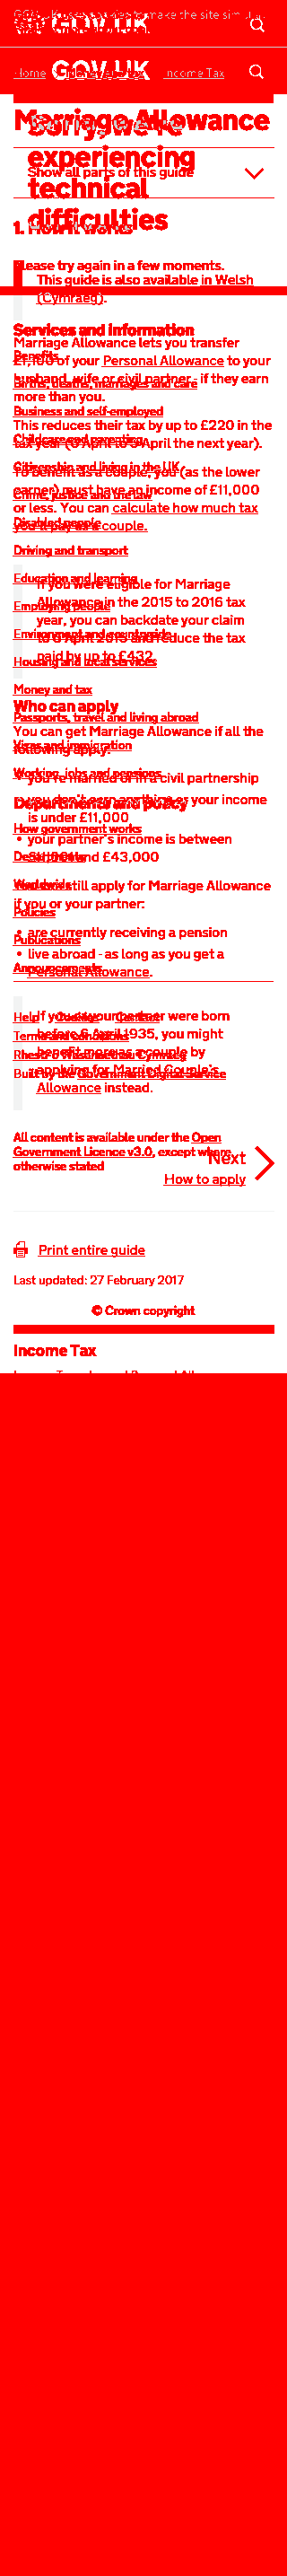 GOV.UK
GOV.UK
Home
Income Tax
Marriage Allowance
experiencing
technical
difficulties
Show all parts of this guide
1. How it works
Please try again in a few moments.
This guide is also available in Welsh
(Cymraeg).
Services and information
Marriage Allowance lets you transfer
Benefits
£1,100 of your Personal Allowance to your
husband, wife or civil partner - if they earn
Births, deaths, marriages and care
more than you.
Business and self-employed
This reduces their tax by up to £220 in the
Childcare and parenting
tax year (6 April to 5 April the next year).
Citizenship and living in the UK
To benefit as a couple, you (as the lower
earner) must have an income of £11,000
Crime, justice and the law
or less. You can calculate how much tax
Disabled people
you'll pay as a couple.
Driving and transport
Education and learning
If you were eligible for Marriage
Employing people
Allowance in the 2015 to 2016 tax
year, you can backdate your claim
Environment and countryside
to 6 April 2015 and reduce the tax
paid by up to £432.
Housing and local services
Money and tax
Who can apply
Passports, travel and living abroad
You can get Marriage Allowance if all the
Visas and immigration
following apply:
Working, jobs and pensions
you're married or in a civil partnership
you don't earn anything or your income
is under £11,000
Departments and policy
How government works
your partner's income is between
Departments
£11,001 and £43,000
Worldwide
You can still apply for Marriage Allowance
if you or your partner:
Policies
are currently receiving a pension
Publications
live abroad - as long as you get a
Announcements
Personal Allowance.
Help
Cookies
Contact
If you or your partner were born
Terms and conditions
before 6 April 1935, you might
Rhestr o Wasanaethau Cymraeg
benefit more as a couple by
Built by the Government Digital Service
applying for Married Couple's
Allowance instead.
All content is available under the Open
Government Licence v3.0, except where
otherwise stated
Next
How to apply
Print entire guide
Last updated: 27 February 2017
© Crown copyright
Income Tax